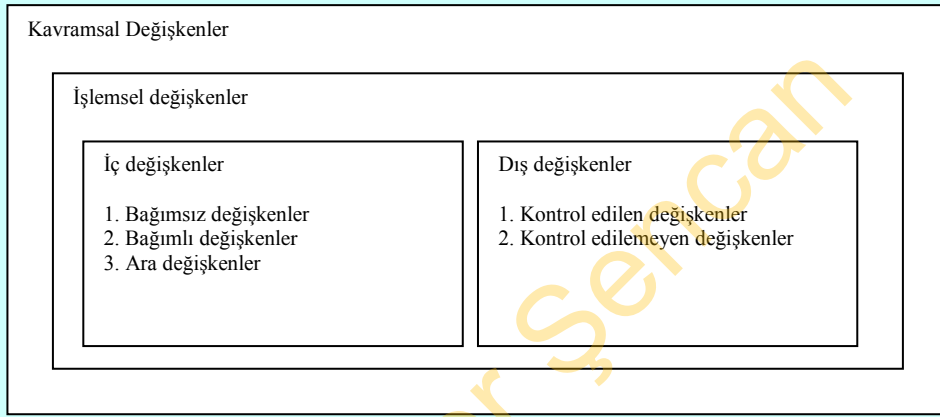 Kavramsal Değişkenler
İşlemsel değişkenler
İç değişkenler
1. Bağımsız değişkenler
2. Bağımlı değişkenler
3. Ara değişkenler
Dış değişkenler
1. Kontrol edilen değişkenler
2. Kontrol edilemeyen değişkenler
Şencan